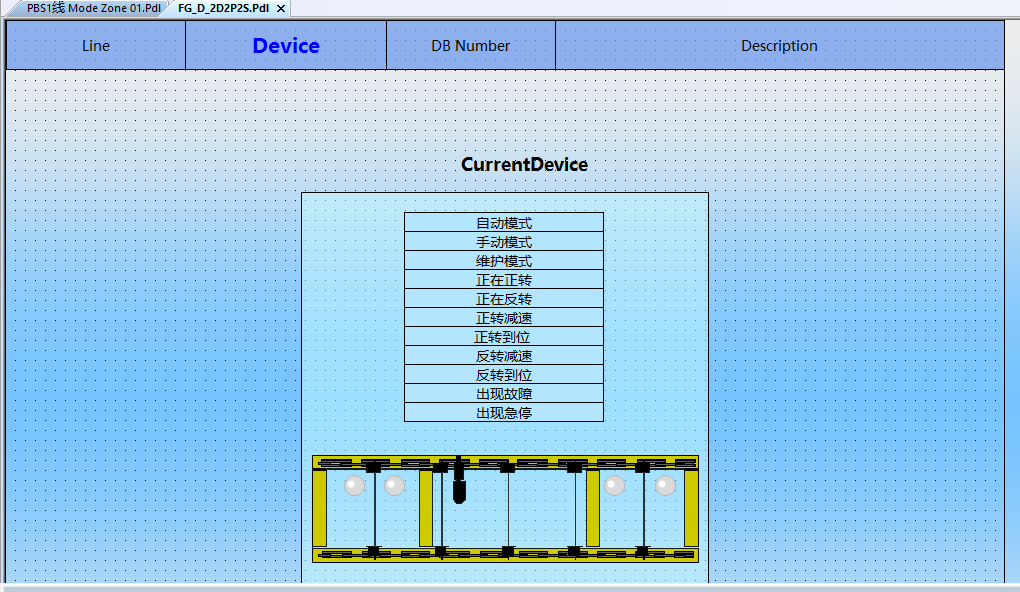 PBS1线 Mode Zone 01.Pdl FG_D_2D2P2S.Pdl
Line Device DB Number Description
CurrentDevice
自动模式
手动模式
维护模式
正在正转
正在反转
正转减速
正转到位
反转减速
反转到位
出现故障
出现急停